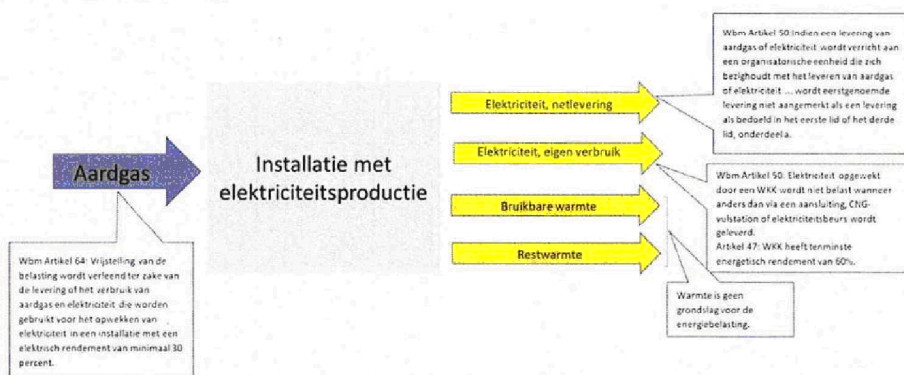 Wbm Artikel 50:Indien een levering van
aardgas of elektriciteit wordt verricht aan
een organisatorische eenheid die zich
bezighoudt met het leveren van aardgas
of elektriciteit ... wordt eerstgenoemde
levering niet aangemerkt als een levering
als bedoeld in het eerste lid of het derde
lid, onderdeel a.
Elektriciteit, netlevering
Elektriciteit, eigen verbruik
Bruikbare warmte
Restwarmte
Aardgas
Installatie met
elektriciteitsproductie
Wbm Artikel 50: Elektriciteit opgewekt
door een WKK wordt niet belast wanneer
anders dan via een aansluiting, CNG-
vulstation of elektriciteitsbeurs wordt
geleverd.
Artikel 47: WKK heeft tenminste
energetisch rendement van 60%.
Wbm Artikel 64: Vrijstelling van de
belasting wordt verleend ter zake van
de levering of het verbruik van
aardgas en elektriciteit die worden
gebruikt voor het opwekken van
elektriciteit in een installatie met een
elektrisch rendement van minimaal 30
percent.
Warmte is geen
grondslag voor de
energiebelasting.